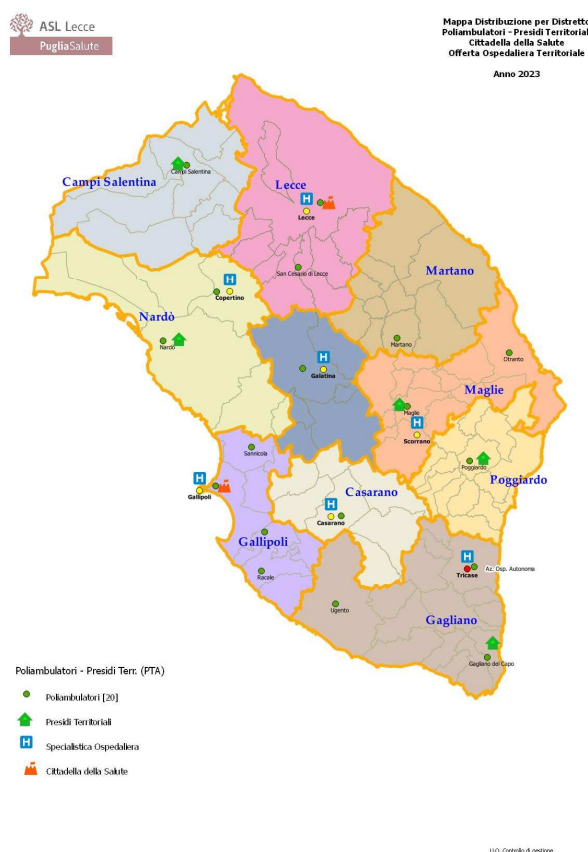 ASL Lecce
PugliaSalute
Mappa Distribuzione per Distretto
Poliambulatori - Presidi Territoriali
Cittadella della Salute
Offerta Ospedaliera Territoriale
Anno 2023
Campi Salentina
Campi Salentina
Lecce
Lecce
San Cesario di Lecce
Martano
Martano
Copertino
Nardò
Nardò
Galatina
Otranto
Maglie
Maglie
Scorrano
Poggiardo
Poggiardo
Sannicola
Gallipoli
Casarano
Casarano
Gallipoli
Racale
Tricase
Az. Osp. Autonoma
Ugento
Gagliano
Gagliano del Capo
Poliambulatori - Presidi Terr. (PTA)
Poliambulatori [20]
Presidi Territoriali
H Specialistica Ospedaliera
Cittadella della Salute
U.O. Controllo di gestione